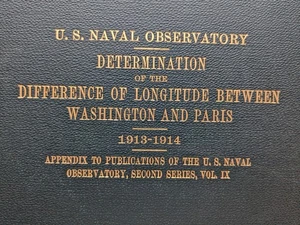 U. S. NAVAL OBSERVATORY
DETERMINATION
OF THE
DIFFERENCE OF LONGITUDE BETWEEN
WASHINGTON AND PARIS
1913-1914
APPENDIX TO PUBLICATIONS OF THE U. S. NAVAL
OBSERVATORY, SECOND SERIES, VOL. IX